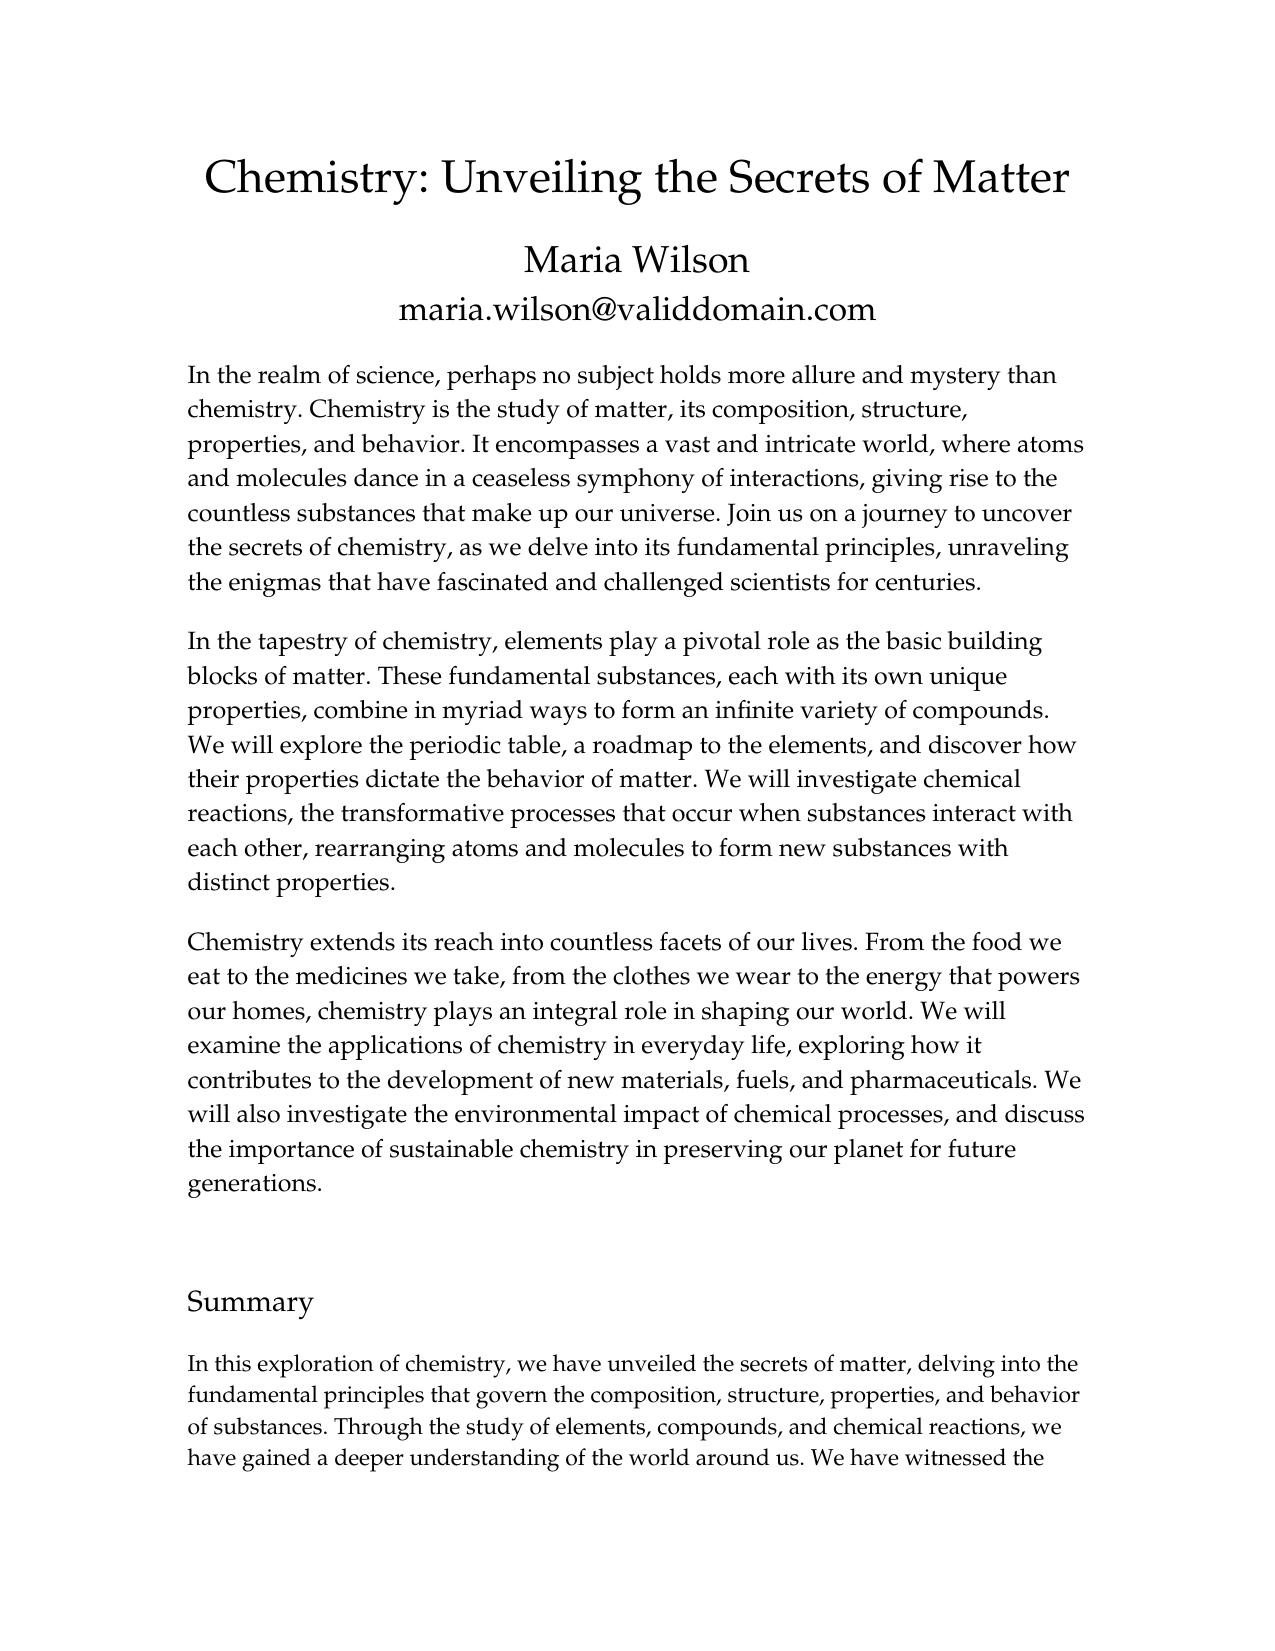 Chemistry: Unveiling the Secrets of Matter
Maria Wilson
maria.wilson@validdomain.com
In the realm of science, perhaps no subject holds more allure and mystery than
chemistry. Chemistry is the study of matter, its composition, structure,
properties, and behavior. It encompasses a vast and intricate world, where atoms
and molecules dance in a ceaseless symphony of interactions, giving rise to the
countless substances that make up our universe. Join us on a journey to uncover
the secrets of chemistry, as we delve into its fundamental principles, unraveling
the enigmas that have fascinated and challenged scientists for centuries.
In the tapestry of chemistry, elements play a pivotal role as the basic building
blocks of matter. These fundamental substances, each with its own unique
properties, combine in myriad ways to form an infinite variety of compounds.
We will explore the periodic table, a roadmap to the elements, and discover how
their properties dictate the behavior of matter. We will investigate chemical
reactions, the transformative processes that occur when substances interact with
each other, rearranging atoms and molecules to form new substances with
distinct properties.
Chemistry extends its reach into countless facets of our lives. From the food we
eat to the medicines we take, from the clothes we wear to the energy that powers
our homes, chemistry plays an integral role in shaping our world. We will
examine the applications of chemistry in everyday life, exploring how it
contributes to the development of new materials, fuels, and pharmaceuticals. We
will also investigate the environmental impact of chemical processes, and discuss
the importance of sustainable chemistry in preserving our planet for future
generations.
Summary
In this exploration of chemistry, we have unveiled the secrets of matter, delving into the
fundamental principles that govern the composition, structure, properties, and behavior
of substances. Through the study of elements, compounds, and chemical reactions, we
have gained a deeper understanding of the world around us. We have witnessed the